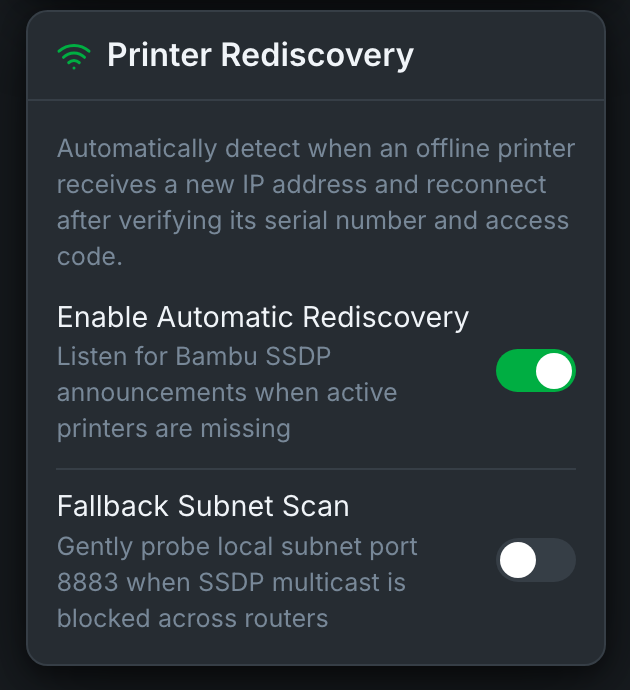 Printer Rediscovery
Automatically detect when an offline printer
receives a new IP address and reconnect
after verifying its serial number and access
code.
Enable Automatic Rediscovery
Listen for Bambu SSDP
announcements when active
printers are missing
Fallback Subnet Scan
Gently probe local subnet port
8883 when SSDP multicast is
blocked across routers